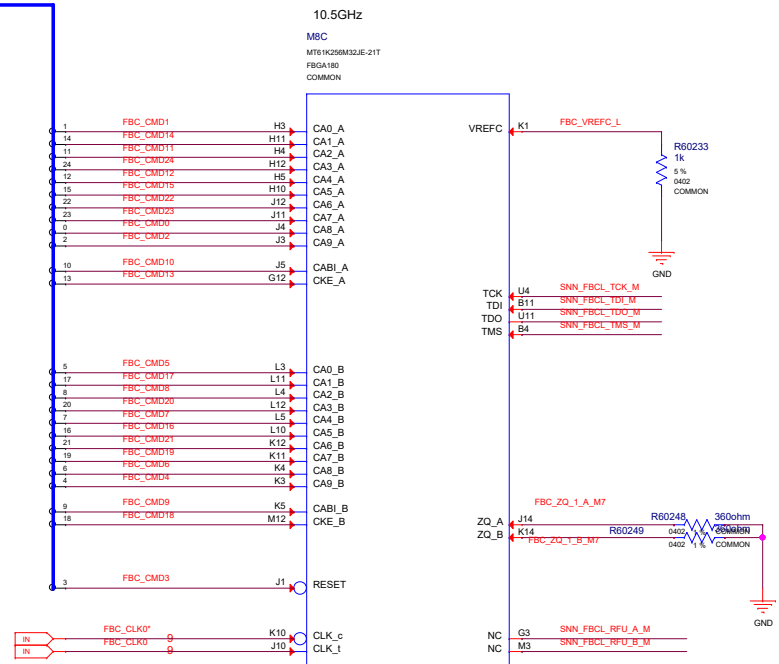 10.5GHz
M8C
MT61K256M32JE-21T
FBGA180
COMMON
1 FBC_CMD1 H3 CA0_A
14 FBC_CMD14 H11 CA1_A
11 FBC_CMD11 H4 CA2_A
24 FBC_CMD24 H12 CA3_A
12 FBC_CMD12 H5 CA4_A
15 FBC_CMD15 H10 CA5_A
22 FBC_CMD22 J12 CA6_A
23 FBC_CMD23 J11 CA7_A
0 FBC_CMD0 J4 CA8_A
2 FBC_CMD2 J3 CA9_A
10 FBC_CMD10 J5 CABI_A
13 FBC_CMD13 G12 CKE_A
VREFC K1 FBC_VREFC_L
R60233
1k
5 %
0402
COMMON
GND
TCK U4 SNN_FBCL_TCK_M
TDI B11 SNN_FBCL_TDI_M
TDO U11 SNN_FBCL_TDO_M
TMS B4 SNN_FBCL_TMS_M
5 FBC_CMD5 L3 CA0_B
17 FBC_CMD17 L11 CA1_B
8 FBC_CMD8 L4 CA2_B
20 FBC_CMD20 L12 CA3_B
7 FBC_CMD7 L5 CA4_B
16 FBC_CMD16 L10 CA5_B
21 FBC_CMD21 K12 CA6_B
19 FBC_CMD19 K11 CA7_B
6 FBC_CMD6 K4 CA8_B
4 FBC_CMD4 K3 CA9_B
9 FBC_CMD9 K5 CABI_B
18 FBC_CMD18 M12 CKE_B
FBC_ZQ_1_A_M7
ZQ_A J14 R60248 360ohm
0402 COMMON
ZQ_B K14 R60249 360ohm
FBC_ZQ_1_B_M7 0402 1 % COMMON
GND
3 FBC_CMD3 J1 RESET
IN FBC_CLK0* 9 K10 CLK_c
IN FBC_CLK0 9 J10 CLK_t
NC G3 SNN_FBCL_RFU_A_M
NC M3 SNN_FBCL_RFU_B_M